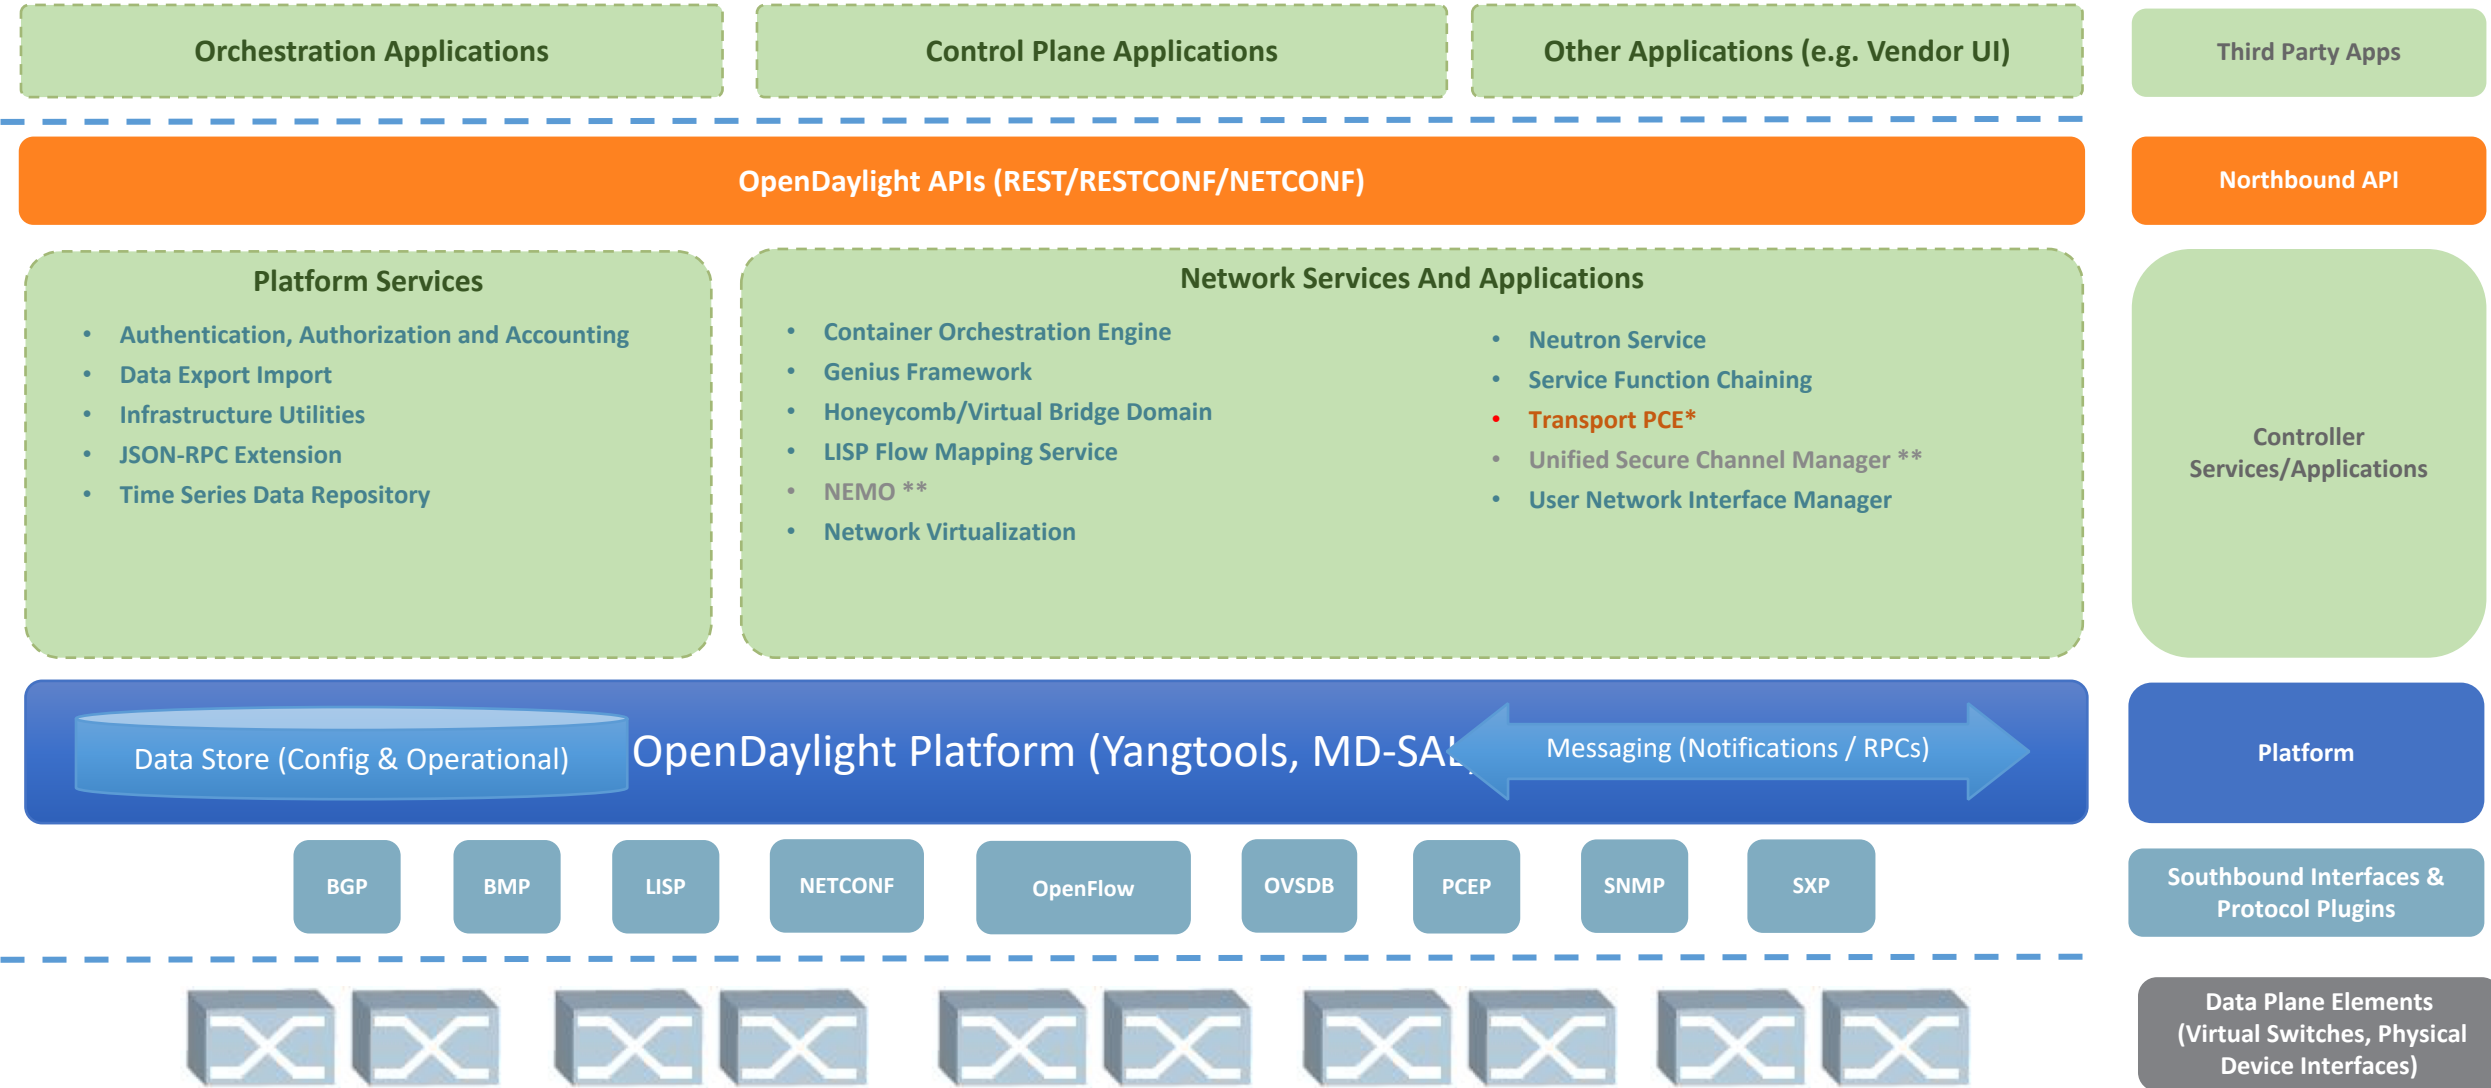 Orchestration Applications
Control Plane Applications
Other Applications (e.g. Vendor UI)
Third Party Apps
OpenDaylight APIs (REST/RESTCONF/NETCONF)
Northbound API
Platform Services
• Authentication, Authorization and Accounting
• Data Export Import
• Infrastructure Utilities
• JSON-RPC Extension
• Time Series Data Repository
Network Services And Applications
• Container Orchestration Engine
• Genius Framework
• Honeycomb/Virtual Bridge Domain
• LISP Flow Mapping Service
• NEMO **
• Network Virtualization
• Neutron Service
• Service Function Chaining
• Transport PCE*
• Unified Secure Channel Manager **
• User Network Interface Manager
Controller
Services/Applications
Data Store (Config & Operational)
OpenDaylight Platform (Yangtools, MD-SAL
Messaging (Notifications / RPCs)
Platform
BGP
BMP
LISP
NETCONF
OpenFlow
OVSDB
PCEP
SNMP
SXP
Southbound Interfaces &
Protocol Plugins
Data Plane Elements
(Virtual Switches, Physical
Device Interfaces)